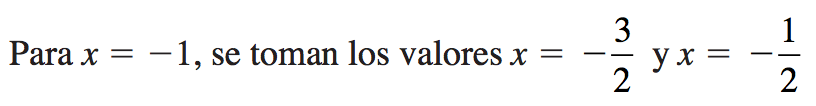 Para x = −1, se toman los valores x = −3/2 y x = −1/2